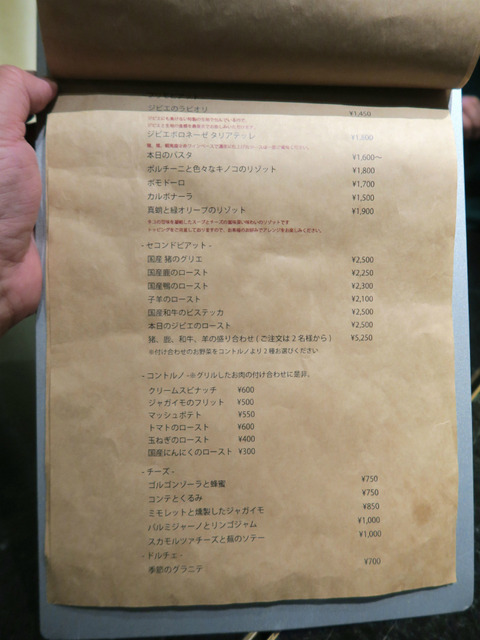 ジビエのラビオリ ¥1,450
ジビエボロネーゼ タリアテッレ ¥1,800
本日のパスタ ¥1,600〜
ポルチーニと色々なキノコのリゾット ¥1,800
ポモドーロ ¥1,700
カルボナーラ ¥1,500
真蛸と緑オリーブのリゾット ¥1,900
- セコンドピアット -
国産 猪のグリエ ¥2,500
国産鹿のロースト ¥2,250
国産鴨のロースト ¥2,300
子羊のロースト ¥2,100
国産和牛のビステッカ ¥2,500
本日のジビエのロースト ¥2,500
猪、鹿、和牛、羊の盛り合わせ ( ご注文は 2 名様から ) ¥5,250
※付け合わせのお野菜をコントルノより 2 種お選びください
- コントルノ -※グリルしたお肉の付け合わせに是非。
クリームスピナッチ ¥600
ジャガイモのフリット ¥500
マッシュポテト ¥550
トマトのロースト ¥600
玉ねぎのロースト ¥400
国産にんにくのロースト ¥300
- チーズ -
ゴルゴンゾーラと蜂蜜 ¥750
コンテとくるみ ¥750
ミモレットと燻製したジャガイモ ¥850
パルミジャーノとリンゴジャム ¥1,000
スカモルツァチーズと蕪のソテー ¥1,000
- ドルチェ -
季節のグラニテ ¥700